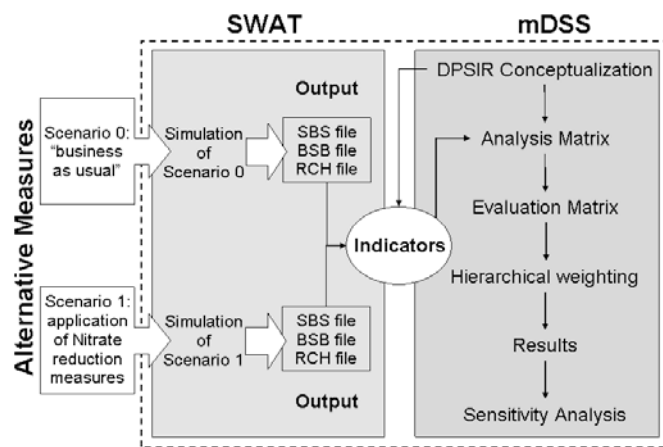 SWAT
mDSS
Alternative Measures
Scenario 0:
“business
as usual”
Simulation
of
Scenario 0
Output
SBS file
BSB file
RCH file
Scenario 1:
application
of Nitrate
reduction
measures
Simulation
of
Scenario 1
SBS file
BSB file
RCH file
Output
Indicators
DPSIR Conceptualization
Analysis Matrix
Evaluation Matrix
Hierarchical weighting
Results
Sensitivity Analysis